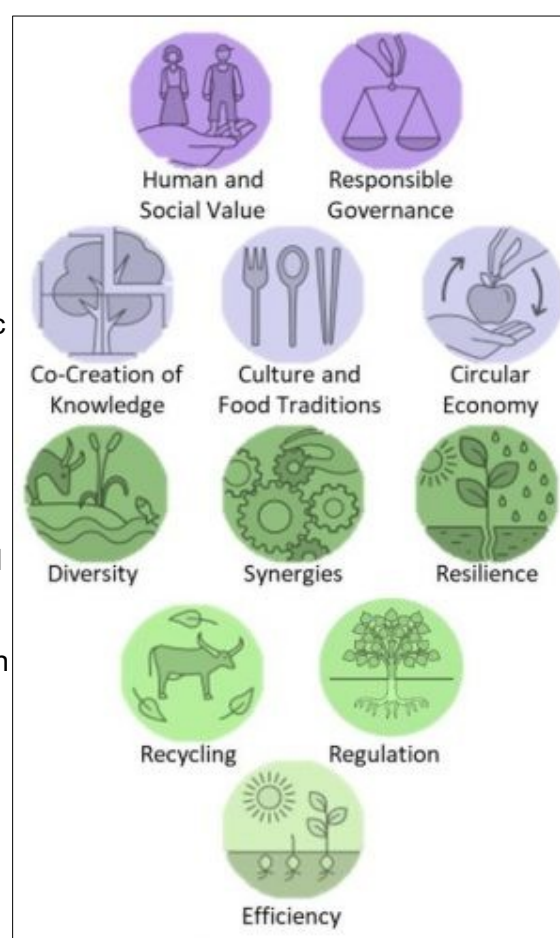 Human and
Social Value
Responsible
Governance
c
Co-Creation of
Knowledge
Culture and
Food Traditions
Circular
Economy
Diversity
Synergies
Resilience
n
Recycling
Regulation
Efficiency